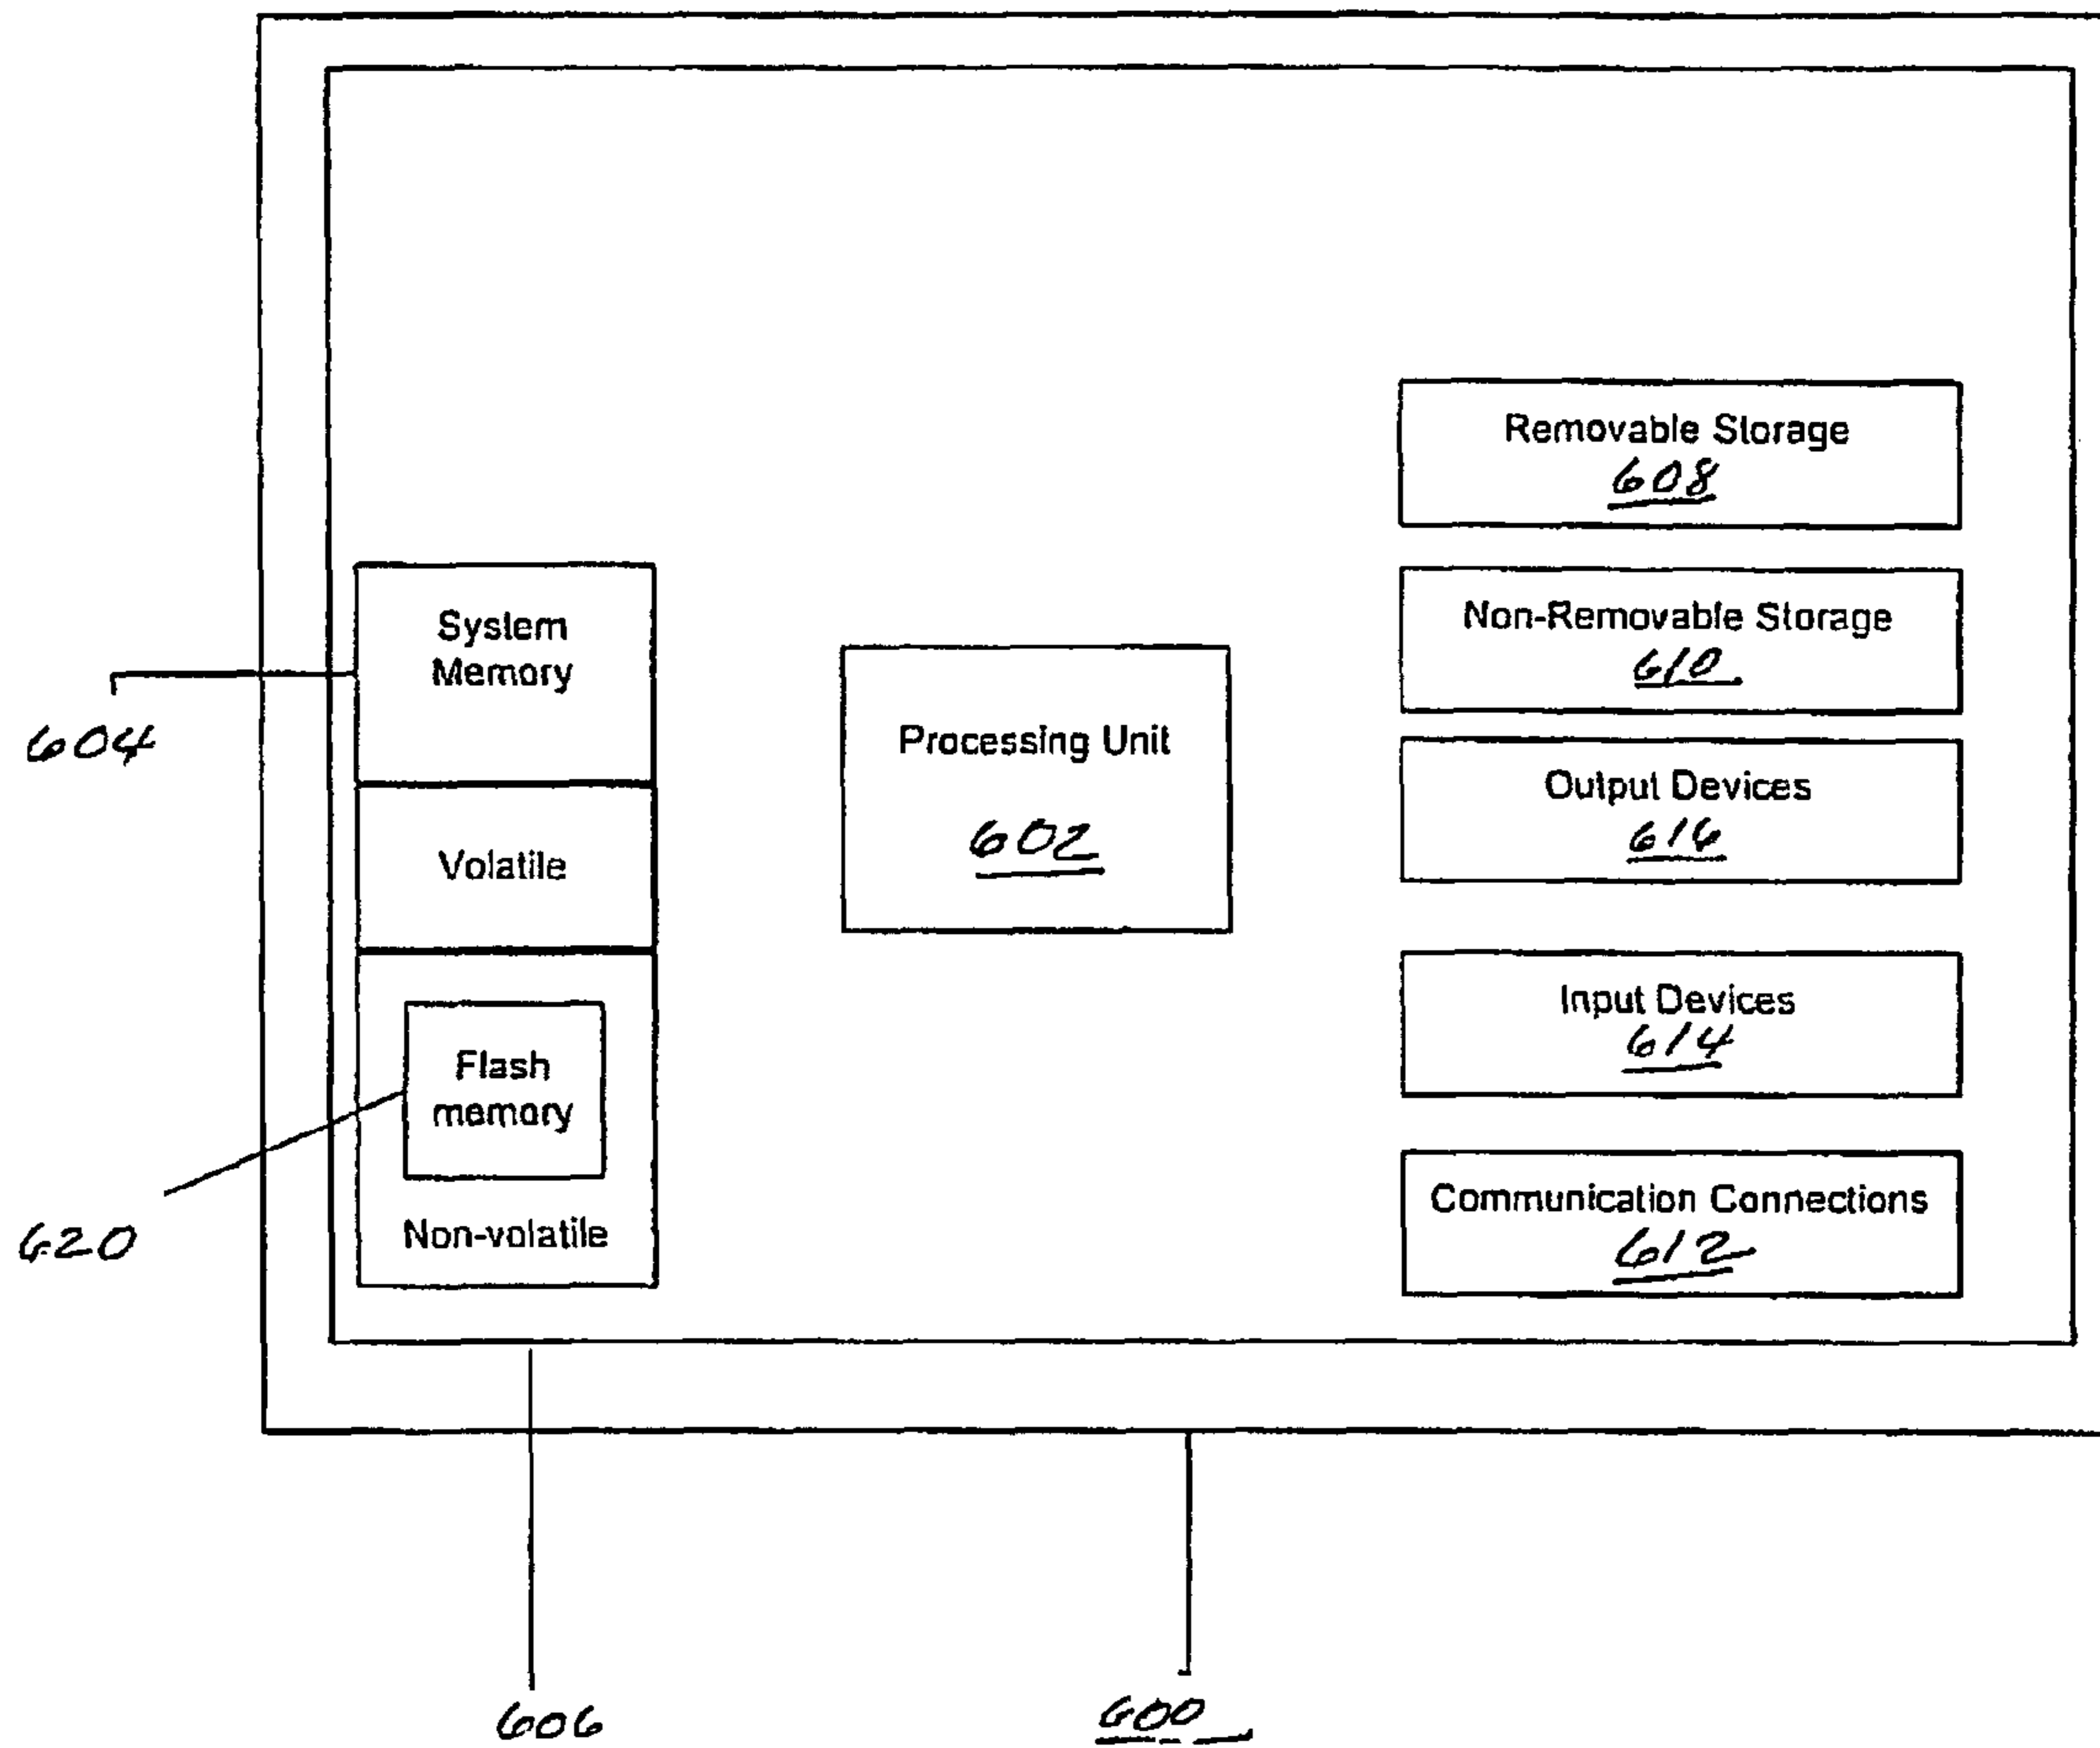 Removable Storage
608
Non-Removable Storage
610
System
Memory
604
Processing Unit
602
Output Devices
616
Volatile
Input Devices
614
Flash
memory
620
Non-volatile
Communication Connections
612
606
600